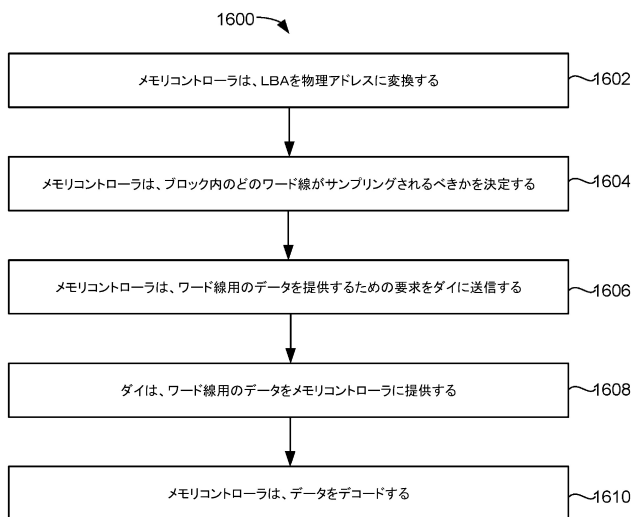 1600
メモリコントローラは、LBAを物理アドレスに変換する
1602
メモリコントローラは、ブロック内のどのワード線がサンプリングされるべきかを決定する
1604
メモリコントローラは、ワード線用のデータを提供するための要求をダイに送信する
1606
ダイは、ワード線用のデータをメモリコントローラに提供する
1608
メモリコントローラは、データをデコードする
1610